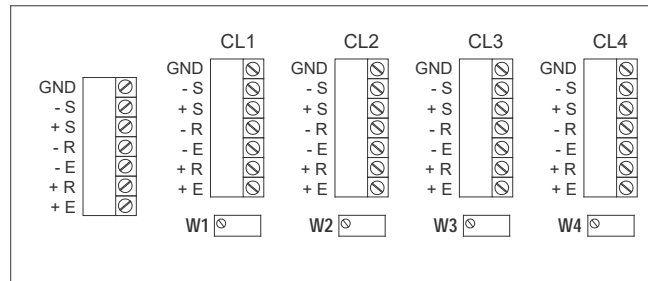 CL1 CL2 CL3 CL4
GND GND GND GND GND
- S - S - S - S - S
+ S + S + S + S + S
- R - R - R - R - R
- E - E - E - E - E
+ R + R + R + R + R
+ E + E + E + E + E
W1 W2 W3 W4